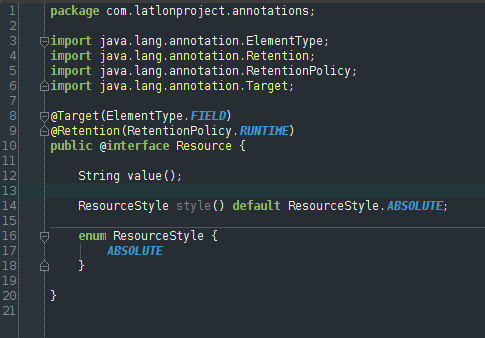 1 package com.latlonproject.annotations;
2
3 import java.lang.annotation.ElementType;
4 import java.lang.annotation.Retention;
5 import java.lang.annotation.RetentionPolicy;
6 import java.lang.annotation.Target;
7
8 @Target(ElementType.FIELD)
9 @Retention(RetentionPolicy.RUNTIME)
10 public @interface Resource {
11
12     String value();
13
14     ResourceStyle style() default ResourceStyle.ABSOLUTE;
15
16     enum ResourceStyle {
17         ABSOLUTE
18     }
19
20 }
21